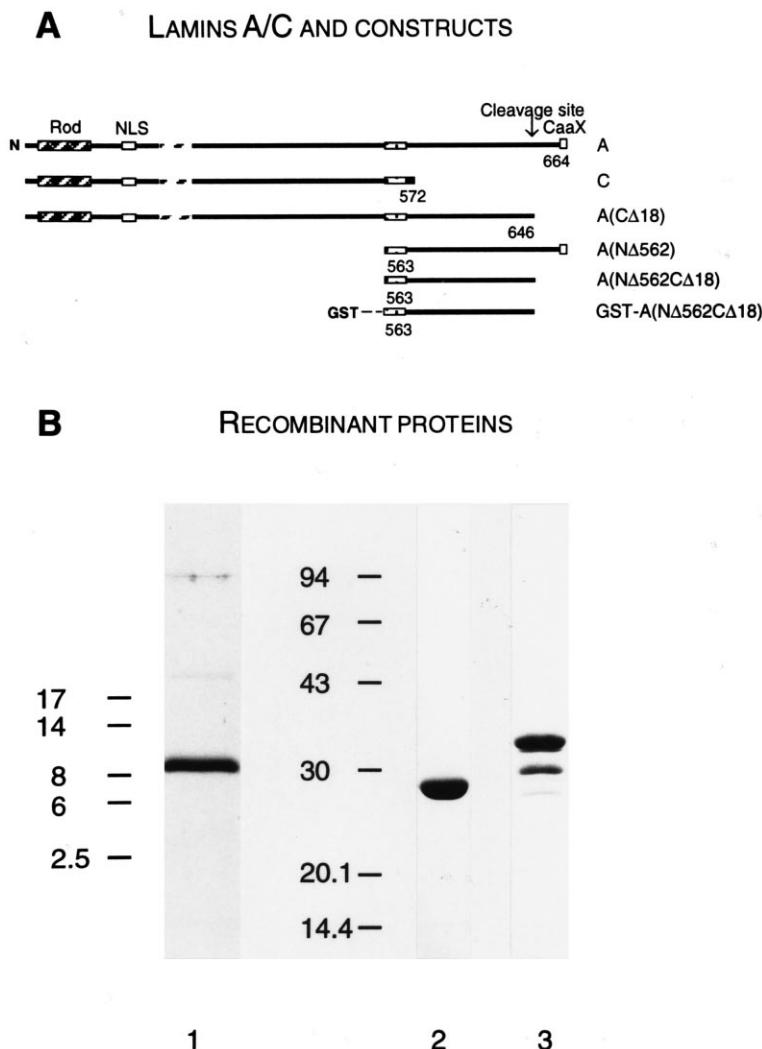 A LAMINS A/C AND CONSTRUCTS
Cleavage site
Rod NLS CaaX
N A
664
C
572
A(CΔ18)
646
A(NΔ562)
563
A(NΔ562CΔ18)
563
GST GST-A(NΔ562CΔ18)
563
B RECOMBINANT PROTEINS
94
67
43
17
14
30
8
6
2.5
20.1
14.4
1 2 3